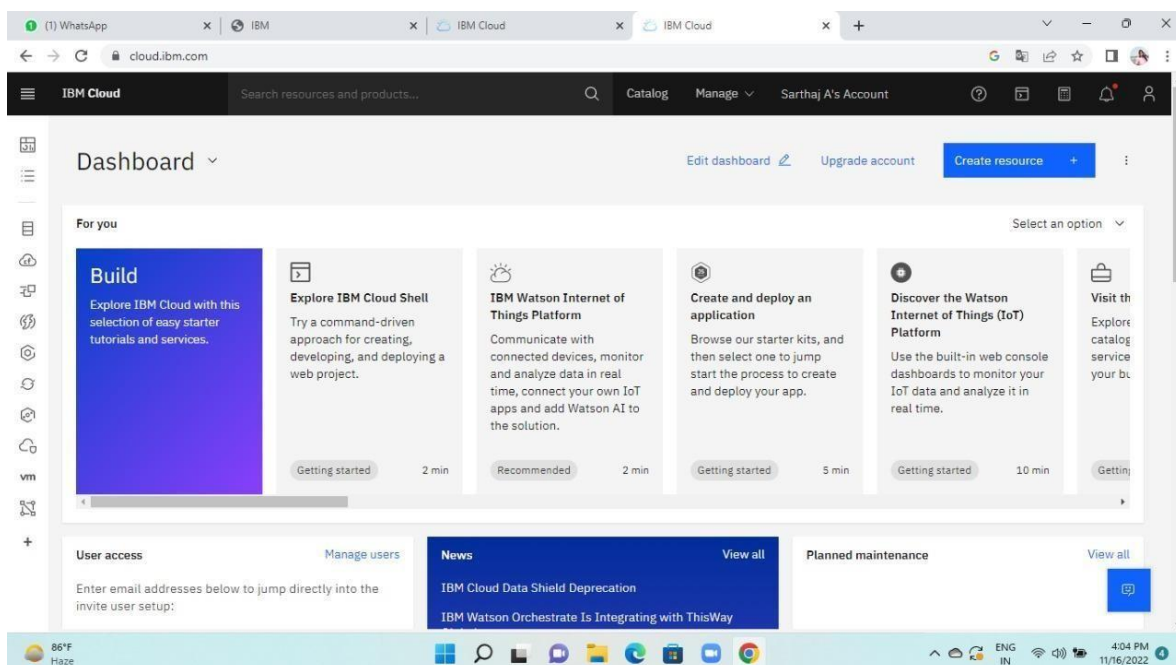 (1) WhatsApp
IBM
IBM Cloud
IBM Cloud
cloud.ibm.com
IBM Cloud
Search resources and products...
Catalog
Manage
Sarthaj A's Account
Dashboard
Edit dashboard
Upgrade account
Create resource +
For you
Select an option
Build
Explore IBM Cloud with this
selection of easy starter
tutorials and services.
Explore IBM Cloud Shell
Try a command-driven
approach for creating,
developing, and deploying a
web project.
Getting started
2 min
IBM Watson Internet of
Things Platform
Communicate with
connected devices, monitor
and analyze data in real
time, connect your own IoT
apps and add Watson AI to
the solution.
Recommended
2 min
Create and deploy an
application
Browse our starter kits, and
then select one to jump
start the process to create
and deploy your app.
Getting started
5 min
Discover the Watson
Internet of Things (IoT)
Platform
Use the built-in web console
dashboards to monitor your
IoT data and analyze it in
real time.
Getting started
10 min
Visit th
Explore
catalog
service
your bu
Getting
vm
User access
Manage users
Enter email addresses below to jump directly into the
invite user setup:
News
View all
IBM Cloud Data Shield Deprecation
IBM Watson Orchestrate Is Integrating with ThisWay
Planned maintenance
View all
86°F
Haze
ENG
IN
4:04 PM
11/16/2022